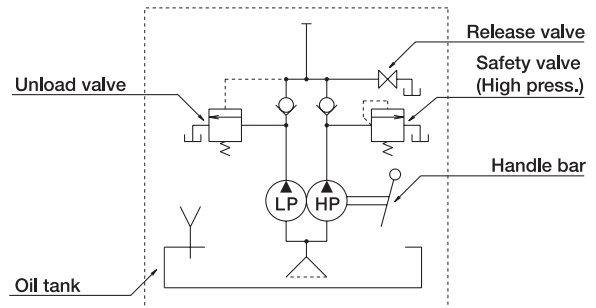 Release valve
Safety valve
(High press.)
Unload valve
LP HP
Handle bar
Oil tank